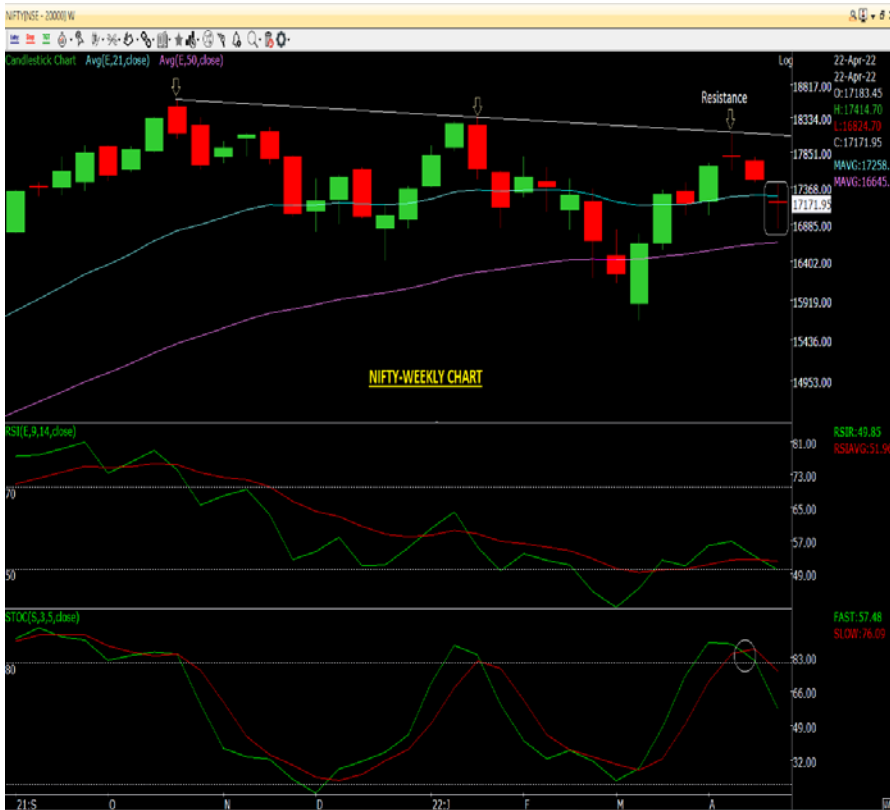 NIFTY[NSE - 20000] W
Candlestick Chart Avg(E,21,close) Avg(E,50,close)
Log
22-Apr-22
22-Apr-22
O:17183.45
H:17414.70
L:16824.70
C:17171.95
MAVG:17258.
MAVG:16645.
Resistance
18817.00
18334.00
17851.00
17368.00
17171.95
16885.00
16402.00
15919.00
15436.00
14953.00
NIFTY-WEEKLY CHART
RSI(E,9,14,close)
RSIR:49.85
RSIAVG:51.96
81.00
73.00
70
65.00
57.00
50
49.00
STOC(S,3,5,close)
FAST:57.48
SLOW:76.09
83.00
80
66.00
49.00
32.00
21:S O N D 22:J F M A